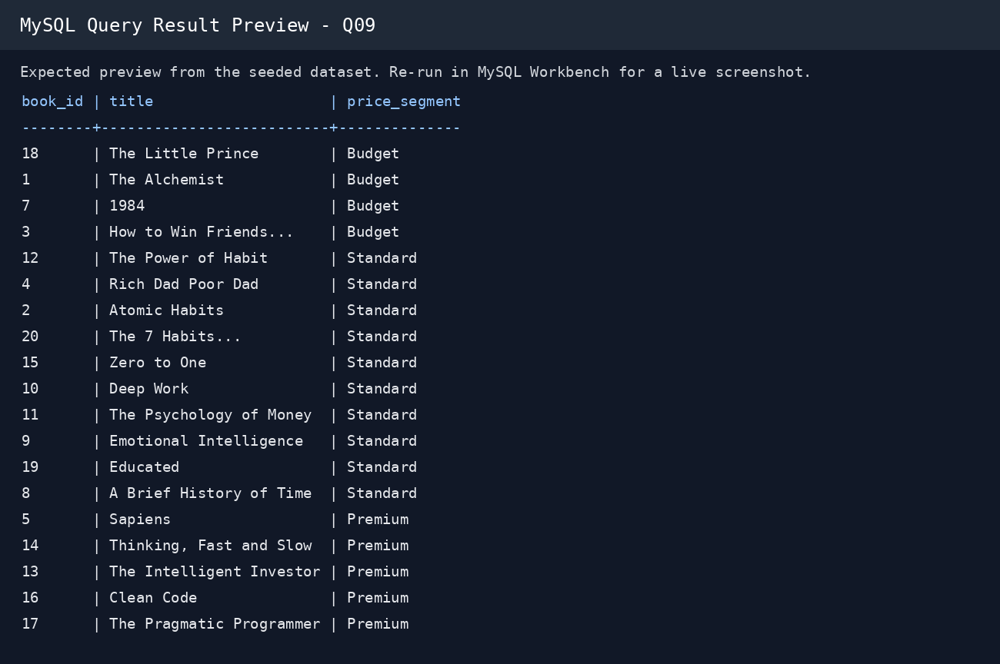 MySQL Query Result Preview - Q09
Expected preview from the seeded dataset. Re-run in MySQL Workbench for a live screenshot.
book_id | title                    | price_segment
--------+--------------------------+--------------
18      | The Little Prince        | Budget
1       | The Alchemist            | Budget
7       | 1984                     | Budget
3       | How to Win Friends...    | Budget
12      | The Power of Habit       | Standard
4       | Rich Dad Poor Dad        | Standard
2       | Atomic Habits            | Standard
20      | The 7 Habits...          | Standard
15      | Zero to One              | Standard
10      | Deep Work                | Standard
11      | The Psychology of Money  | Standard
9       | Emotional Intelligence   | Standard
19      | Educated                 | Standard
8       | A Brief History of Time  | Standard
5       | Sapiens                  | Premium
14      | Thinking, Fast and Slow  | Premium
13      | The Intelligent Investor | Premium
16      | Clean Code               | Premium
17      | The Pragmatic Programmer | Premium